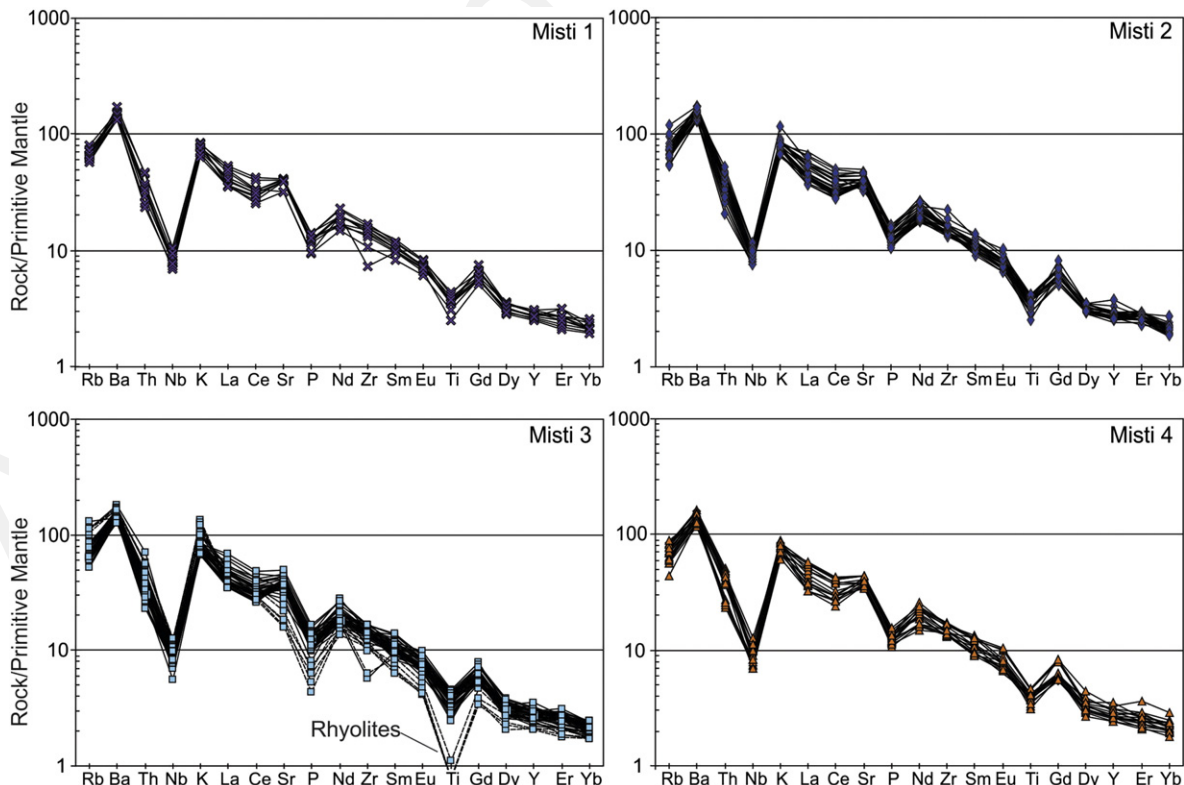 1000
Misti 1
100
10
1
Rock/Primitive Mantle
Rb Ba Th Nb K La Ce Sr P Nd Zr Sm Eu Ti Gd Dy Y Er Yb
1000
Misti 2
100
10
1
Rb Ba Th Nb K La Ce Sr P Nd Zr Sm Eu Ti Gd Dy Y Er Yb
1000
Misti 3
100
10
1
Rock/Primitive Mantle
Rhyolites
Rb Ba Th Nb K La Ce Sr P Nd Zr Sm Eu Ti Gd Dy Y Er Yb
1000
Misti 4
100
10
1
Rb Ba Th Nb K La Ce Sr P Nd Zr Sm Eu Ti Gd Dy Y Er Yb